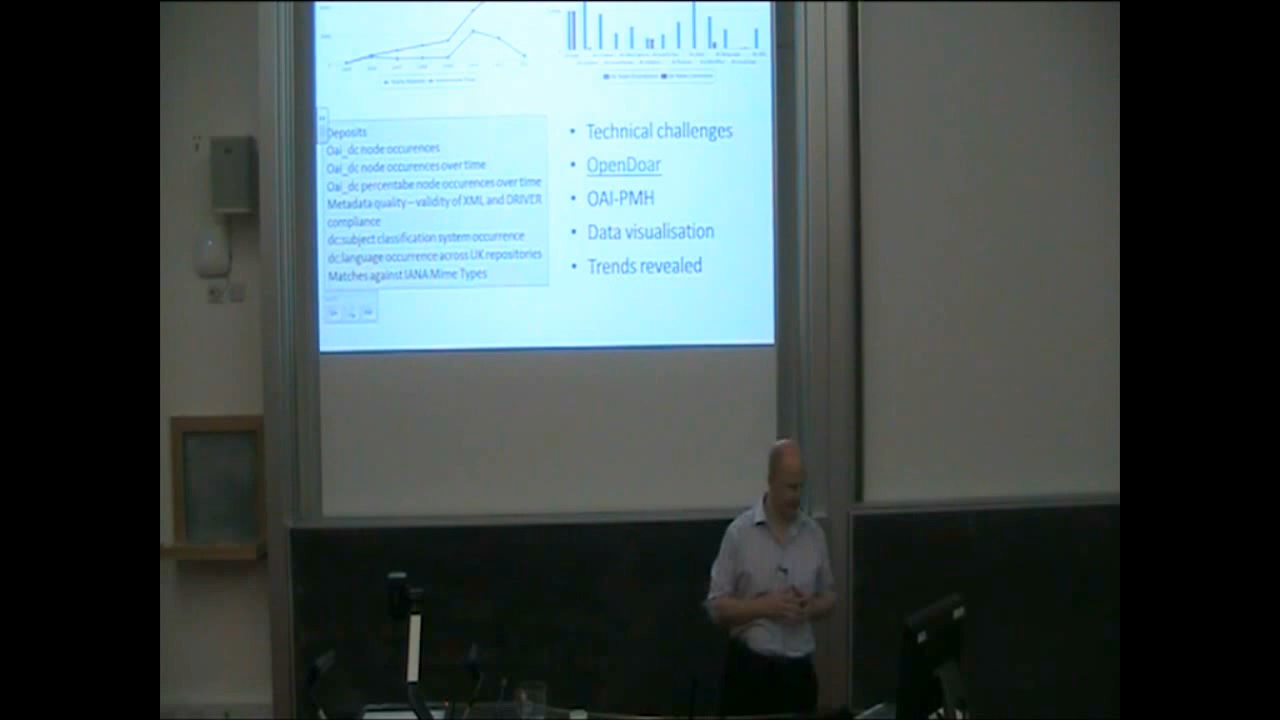 Deposits
Oai_dc node occurences
Oai_dc node occurences over time
Oai_dc percentabe node occurences over time
Metadata quality – validity of XML and DRIVER
compliance
dc:subject classification system occurrence
dc:language occurrence across UK repositories
Matches against IANA Mime Types
• Technical challenges
• OpenDoar
• OAI-PMH
• Data visualisation
• Trends revealed